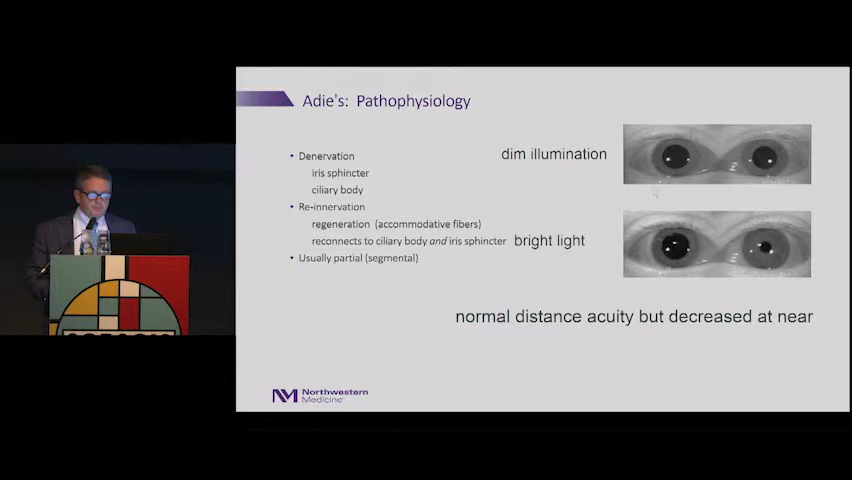 Adie's: Pathophysiology
• Denervation
iris sphincter
ciliary body
• Re-innervation
regeneration (accommodative fibers)
reconnects to ciliary body and iris sphincter
• Usually partial (segmental)
dim illumination
bright light
normal distance acuity but decreased at near
Northwestern
Medicine